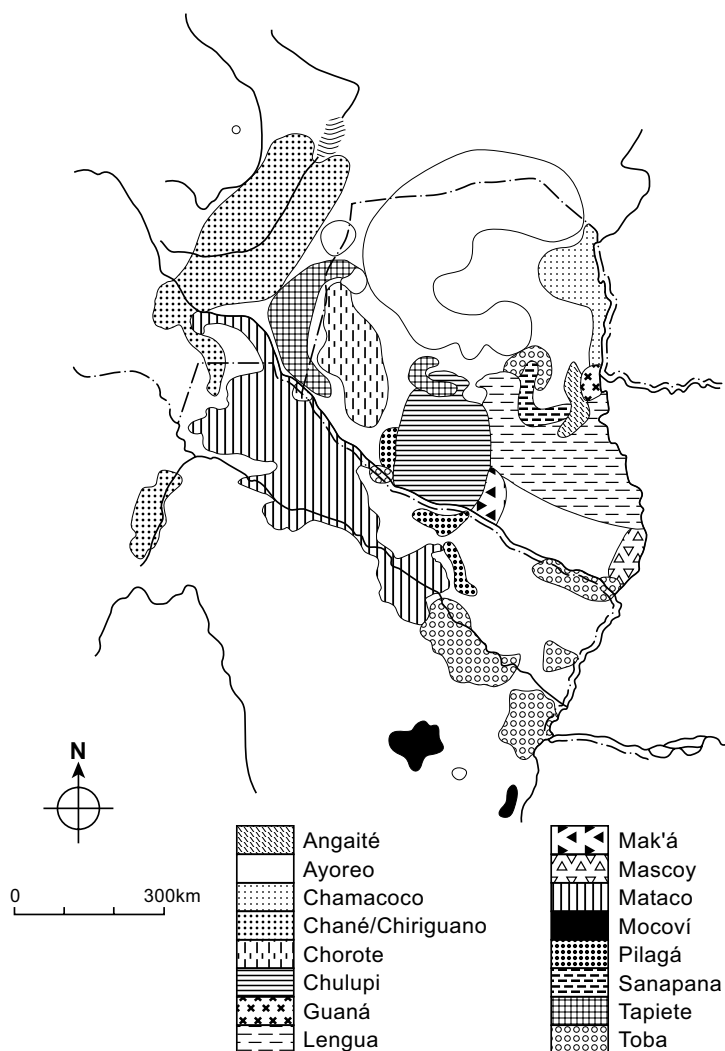 N
0 300km
Angaité
Ayoreo
Chamacoco
Chané/Chiriguano
Chorote
Chulupi
Guaná
Lengua
Mak'á
Mascoy
Mataco
Mocoví
Pilagá
Sanapana
Tapiete
Toba